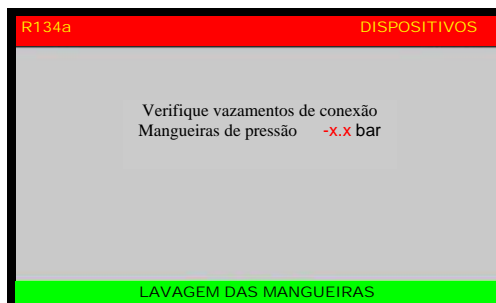 R134a DISPOSITIVOS
Verifique vazamentos de conexão
Mangueiras de pressão -x.x bar
LAVAGEM DAS MANGUEIRAS